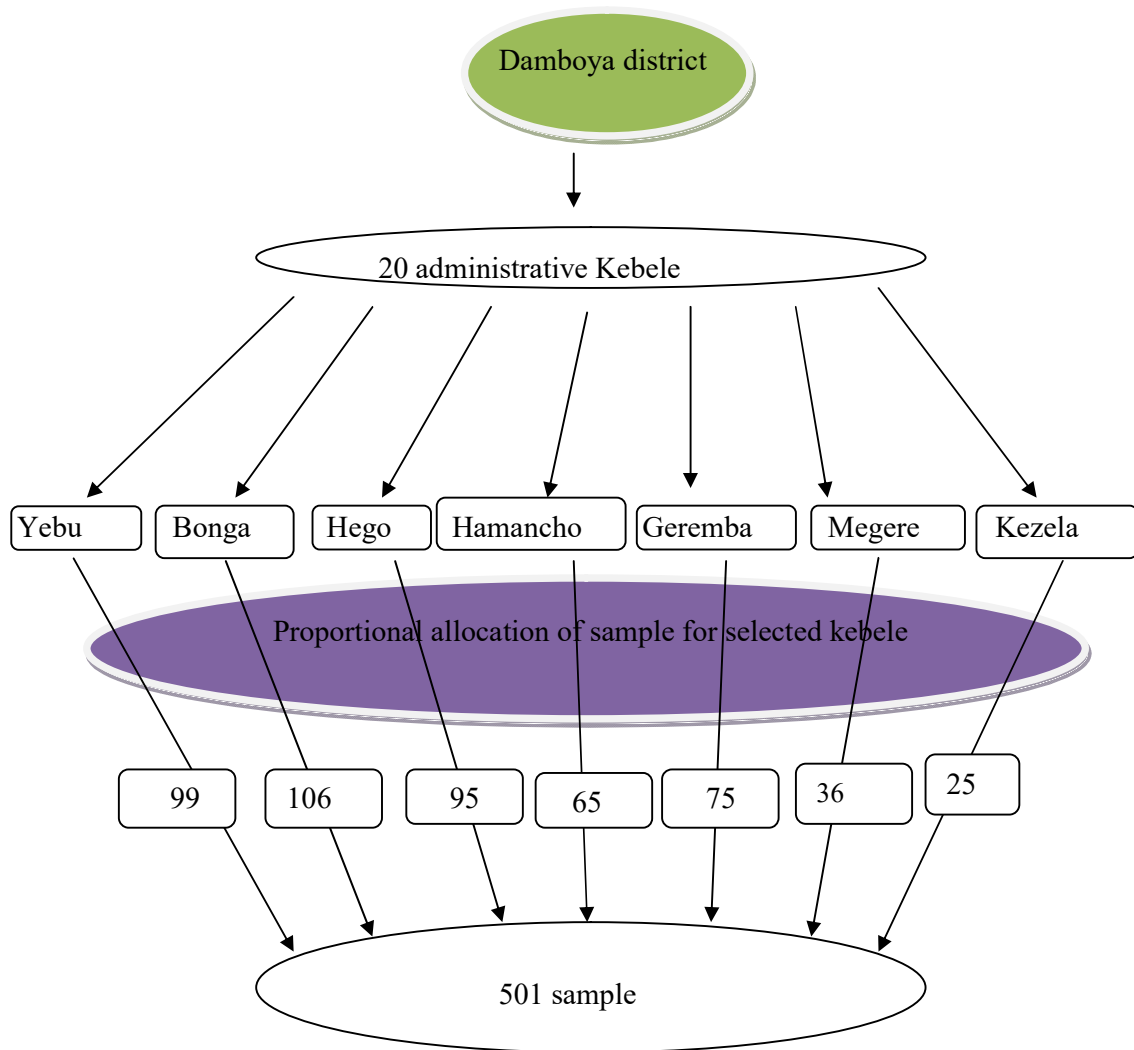 Damboya district
20 administrative Kebele
Yebu
Bonga
Hego
Hamancho
Geremba
Megere
Kezela
Proportional allocation of sample for selected kebele
99
106
95
65
75
36
25
501 sample